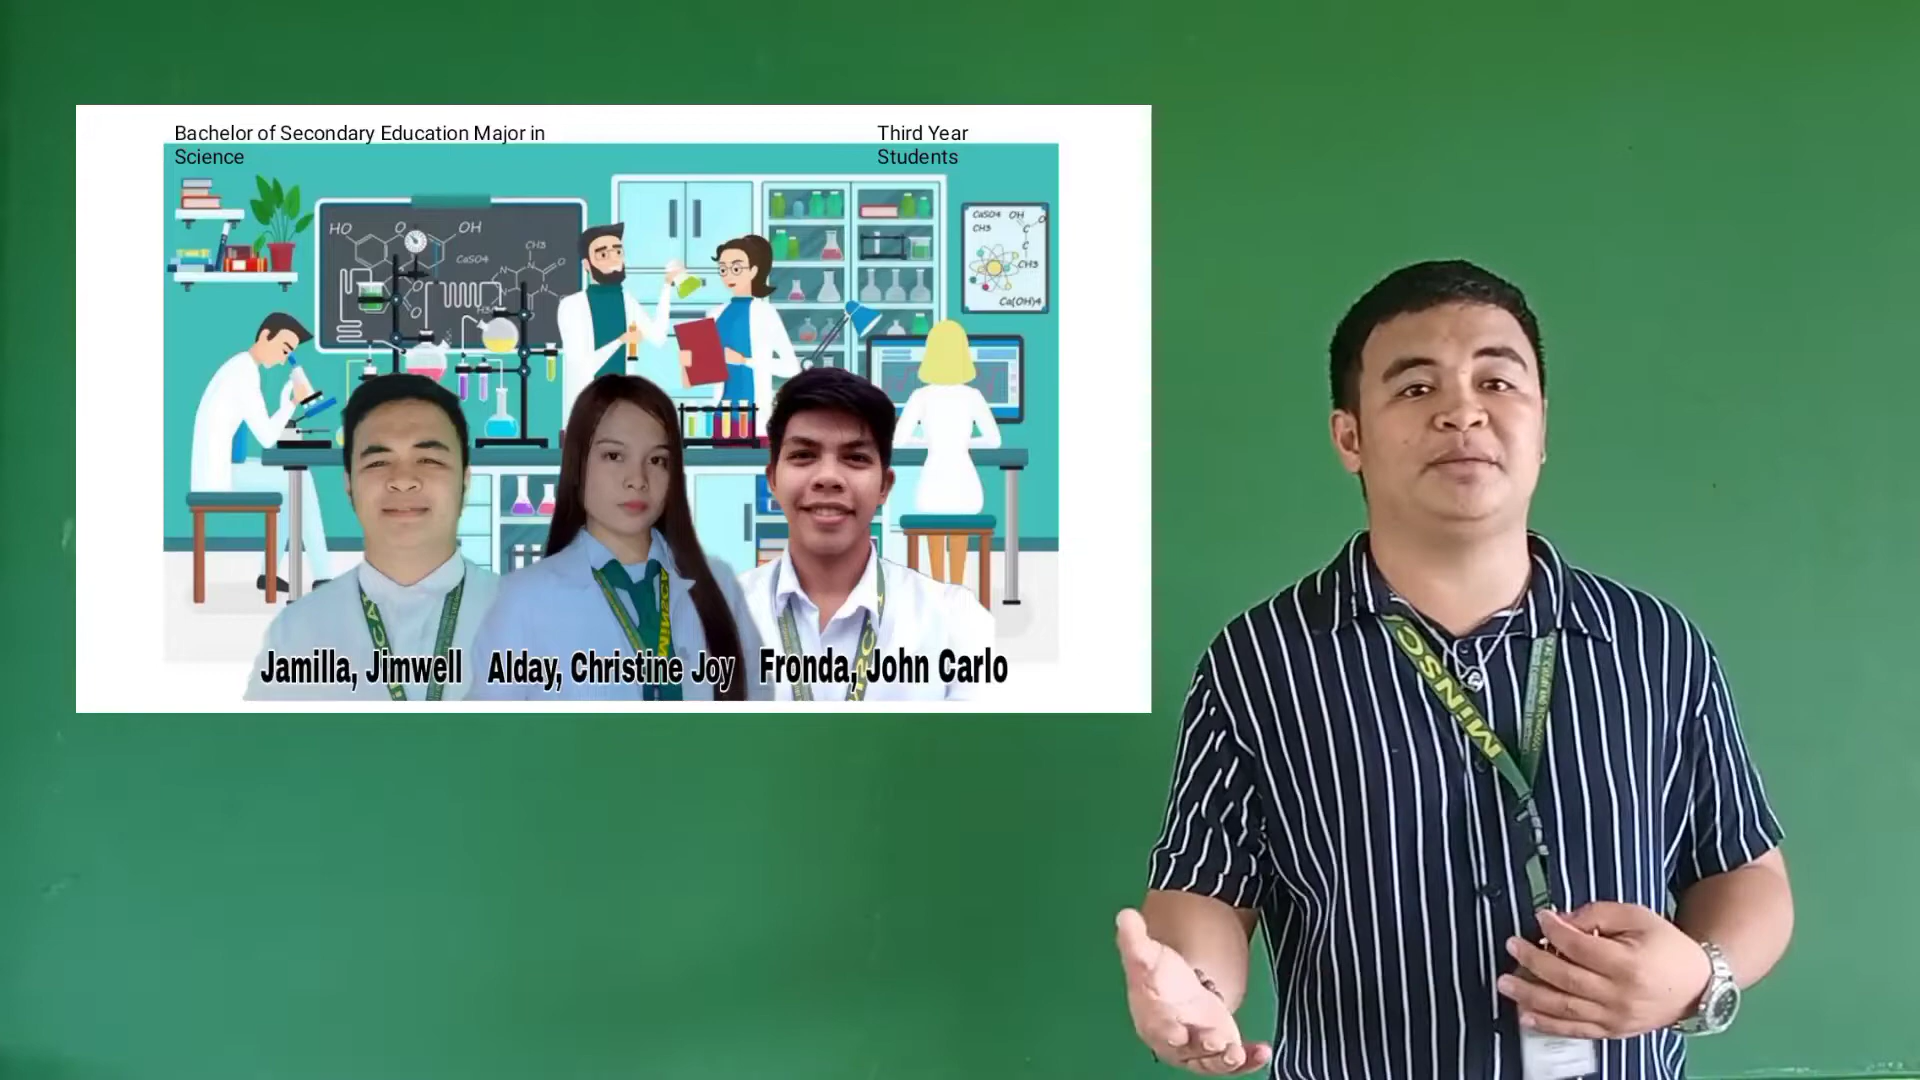 Bachelor of Secondary Education Major in
Science
Third Year
Students
HO
O
OH
CH3
CaSO4
N
N
O
N
O
O
CaSO4
OH
O
CH3
C
C
CH3
Ca(OH)4
Jamilla, Jimwell
Alday, Christine Joy
Fronda, John Carlo
MiNSC